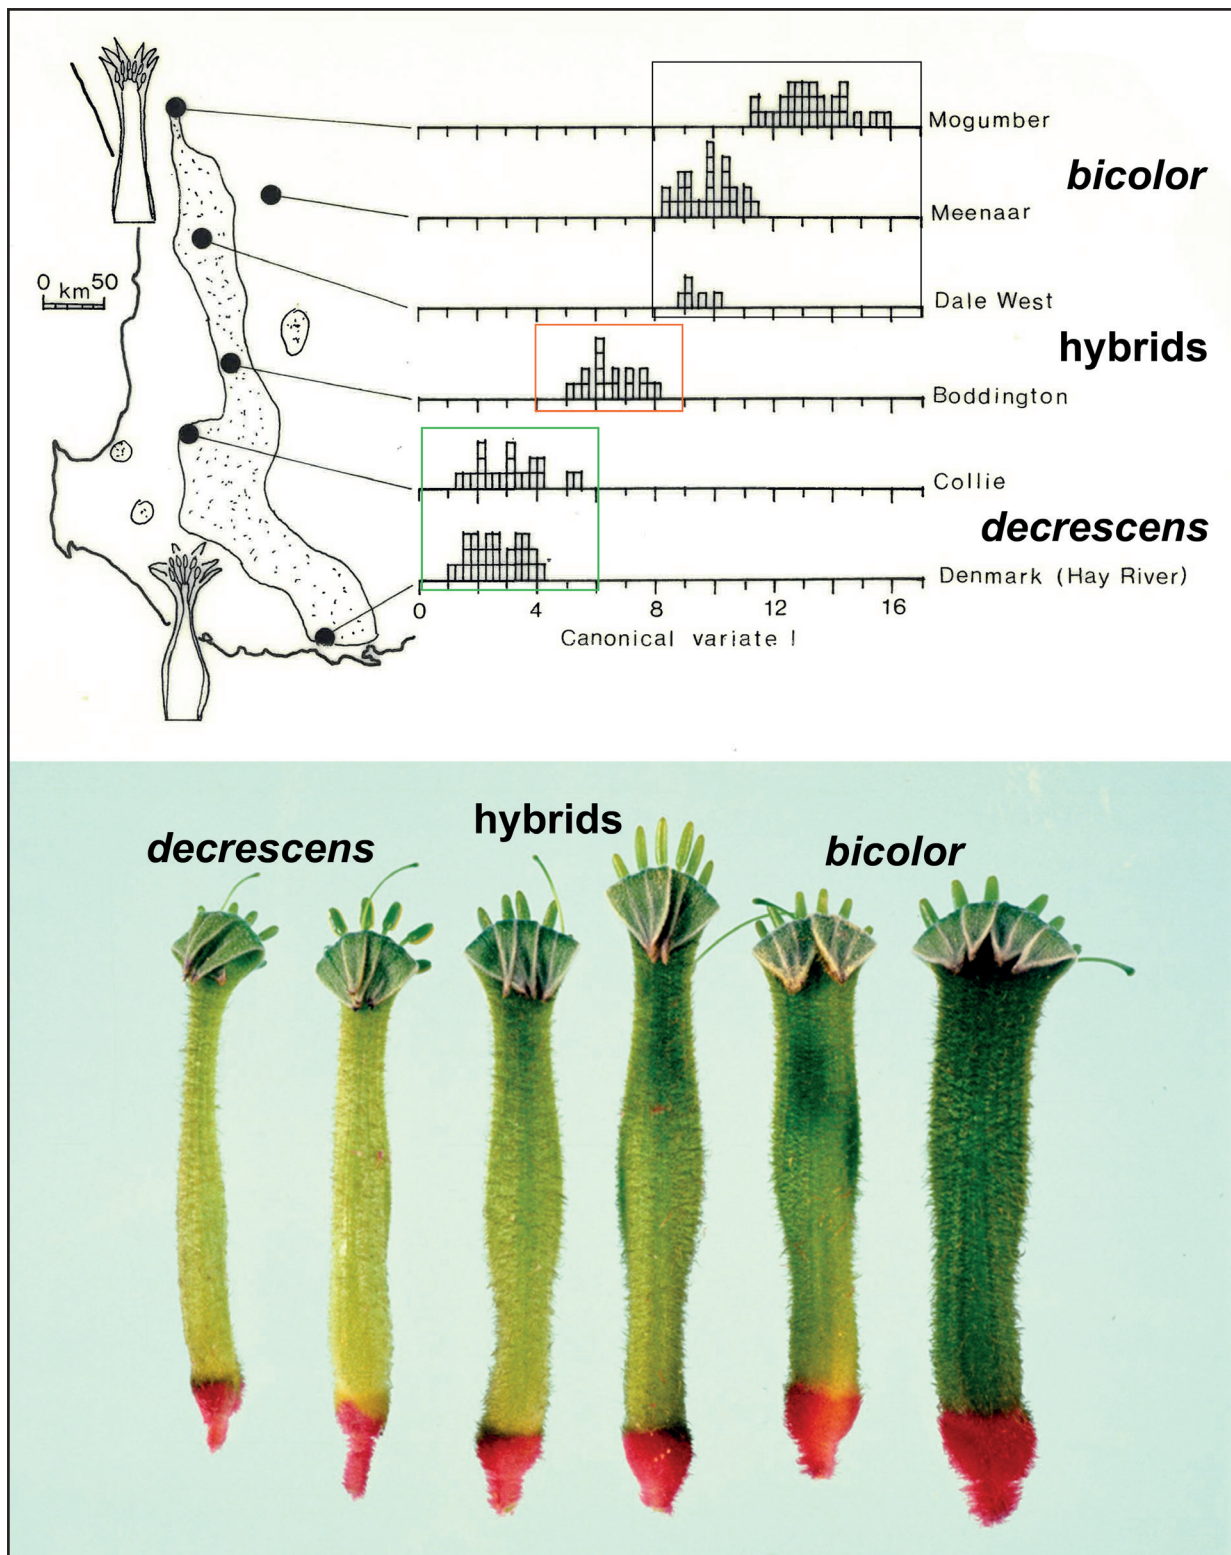 Mogumber
bicolor
Meenaar
0 km 50
Dale West
hybrids
Boddington
Collie
decrescens
Denmark (Hay River)
0 4 8 12 16
Canonical variate I
decrescens
hybrids
bicolor